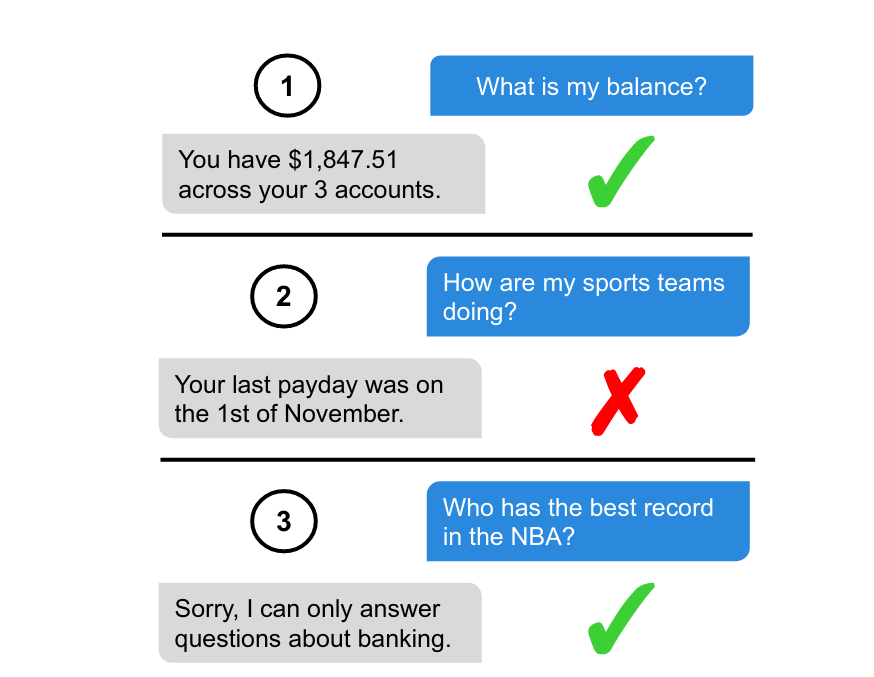 1
What is my balance?
You have $1,847.51
across your 3 accounts.
2
How are my sports teams
doing?
Your last payday was on
the 1st of November.
3
Who has the best record
in the NBA?
Sorry, I can only answer
questions about banking.